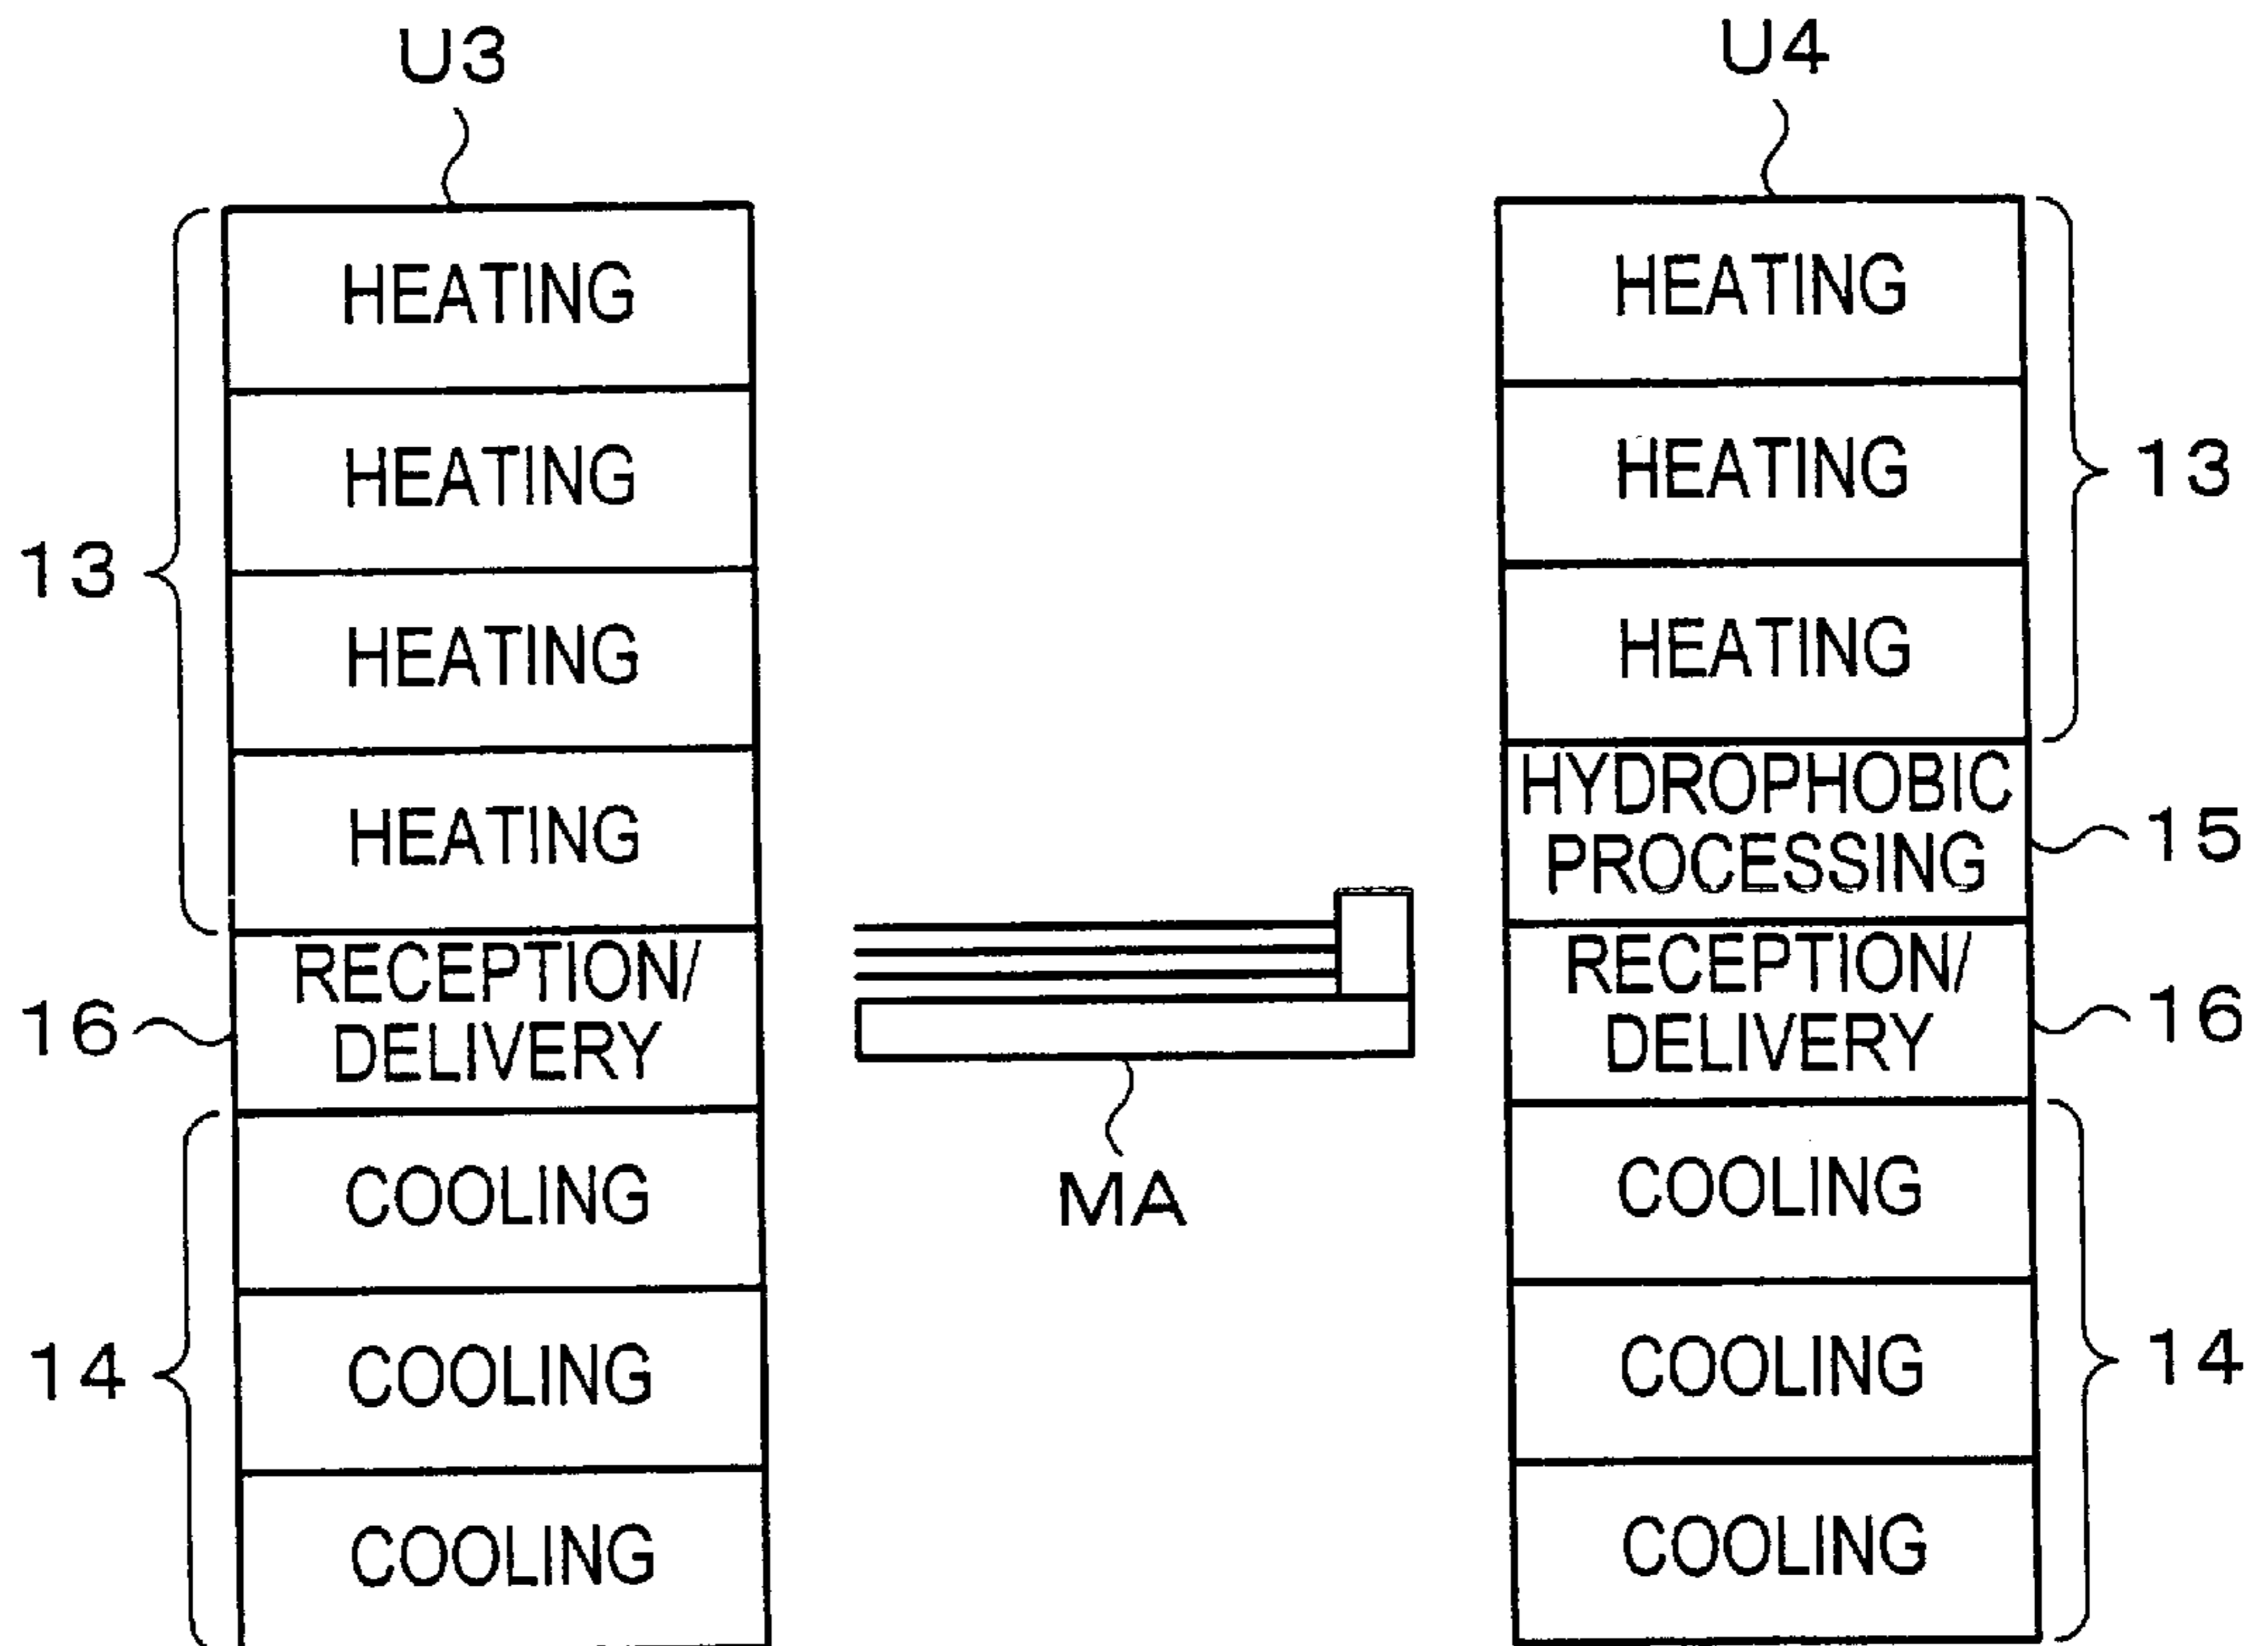 U3
HEATING
HEATING
HEATING
HEATING
13
RECEPTION/
DELIVERY
16
COOLING
COOLING
COOLING
14
MA
U4
HEATING
HEATING
HEATING
13
HYDROPHOBIC
PROCESSING
15
RECEPTION/
DELIVERY
16
COOLING
COOLING
COOLING
14